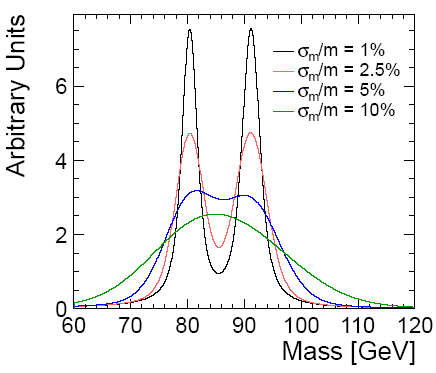 Arbitrary Units
6
4
2
0
σm/m = 1%
σm/m = 2.5%
σm/m = 5%
σm/m = 10%
60 70 80 90 100 110 120
Mass [GeV]